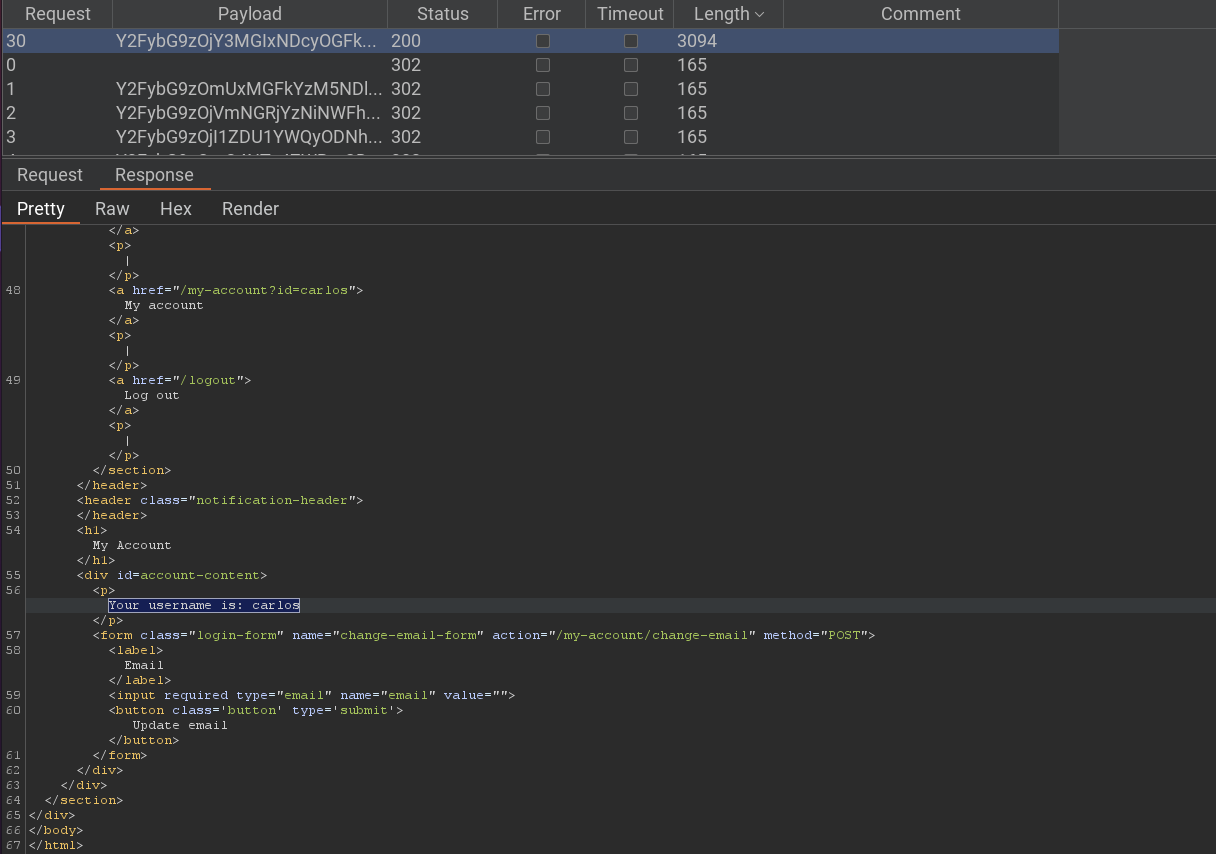 Request Payload Status Error Timeout Length Comment
30 Y2FybG9zOjY3MGIxNDcyOGFk... 200 3094
0 302 165
1 Y2FybG9zOmUxMGFkYzM5NDl... 302 165
2 Y2FybG9zOjVmNGRjYzNiNWFh... 302 165
3 Y2FybG9zOjI1ZDU1YWQyODNh... 302 165
Request Response
Pretty Raw Hex Render
</a>
<p>
|
</p>
48 <a href="/my-account?id=carlos">
My account
</a>
<p>
|
</p>
49 <a href="/logout">
Log out
</a>
<p>
|
</p>
50 </section>
51 </header>
52 <header class="notification-header">
53 </header>
54 <h1>
My Account
</h1>
55 <div id=account-content>
56 <p>
Your username is: carlos
</p>
57 <form class="login-form" name="change-email-form" action="/my-account/change-email" method="POST">
58 <label>
Email
</label>
59 <input required type="email" name="email" value="">
60 <button class='button' type='submit'>
Update email
</button>
61 </form>
62 </div>
63 </div>
64 </section>
65 </div>
66 </body>
67 </html>